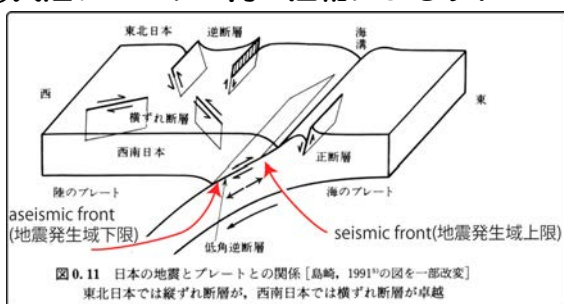 東北日本
逆断層
海溝
西
東
横ずれ断層
西南日本
正断層
陸のプレート
海のプレート
aseismic front
(地震発生域下限)
seismic front(地震発生域上限)
低角逆断層
図0.11 日本の地震とプレートとの関係[島崎,1991⁵⁾の図を一部改変]
東北日本では縦ずれ断層が,西南日本では横ずれ断層が卓越